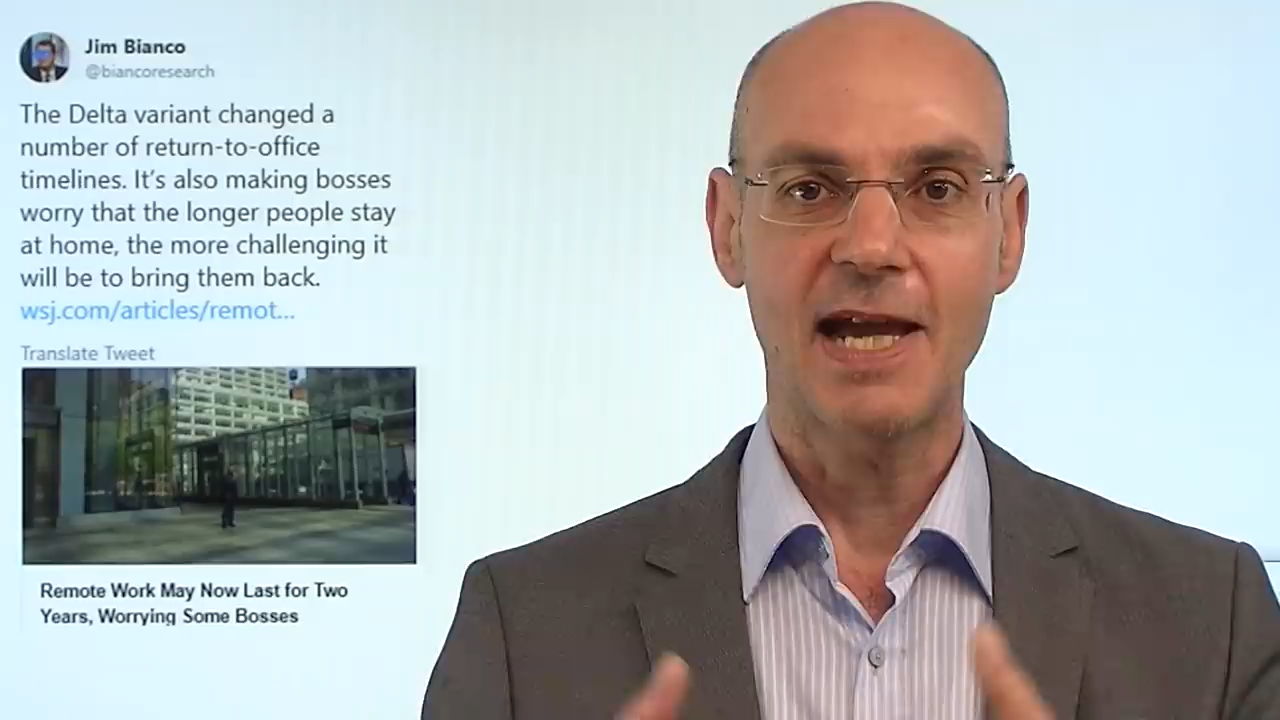 Jim Bianco
@biancoresearch
The Delta variant changed a
number of return-to-office
timelines. It's also making bosses
worry that the longer people stay
at home, the more challenging it
will be to bring them back.
wsj.com/articles/remot...
Translate Tweet
Remote Work May Now Last for Two
Years, Worrying Some Bosses